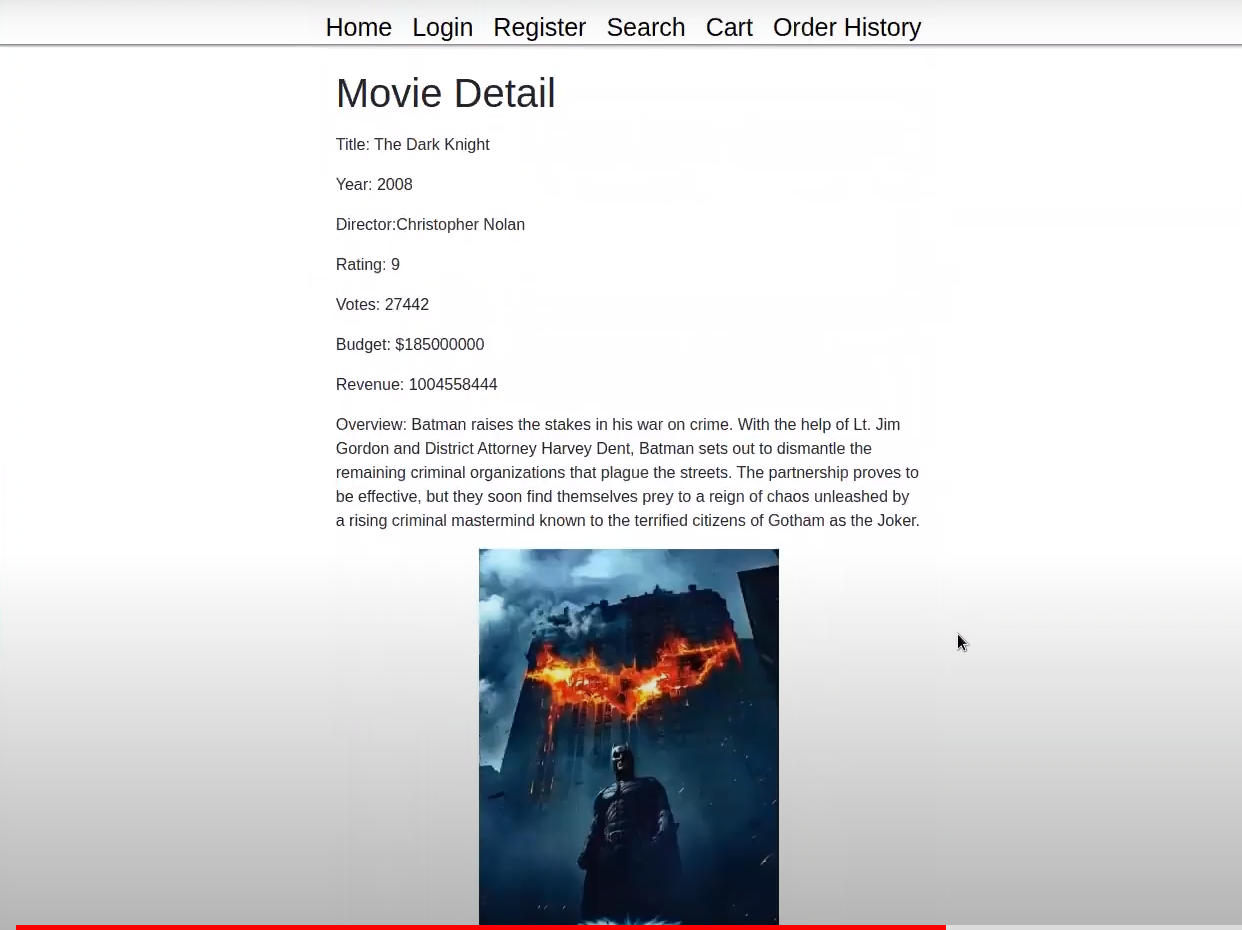 Home Login Register Search Cart Order History
Movie Detail
Title: The Dark Knight
Year: 2008
Director:Christopher Nolan
Rating: 9
Votes: 27442
Budget: $185000000
Revenue: 1004558444
Overview: Batman raises the stakes in his war on crime. With the help of Lt. Jim
Gordon and District Attorney Harvey Dent, Batman sets out to dismantle the
remaining criminal organizations that plague the streets. The partnership proves to
be effective, but they soon find themselves prey to a reign of chaos unleashed by
a rising criminal mastermind known to the terrified citizens of Gotham as the Joker.